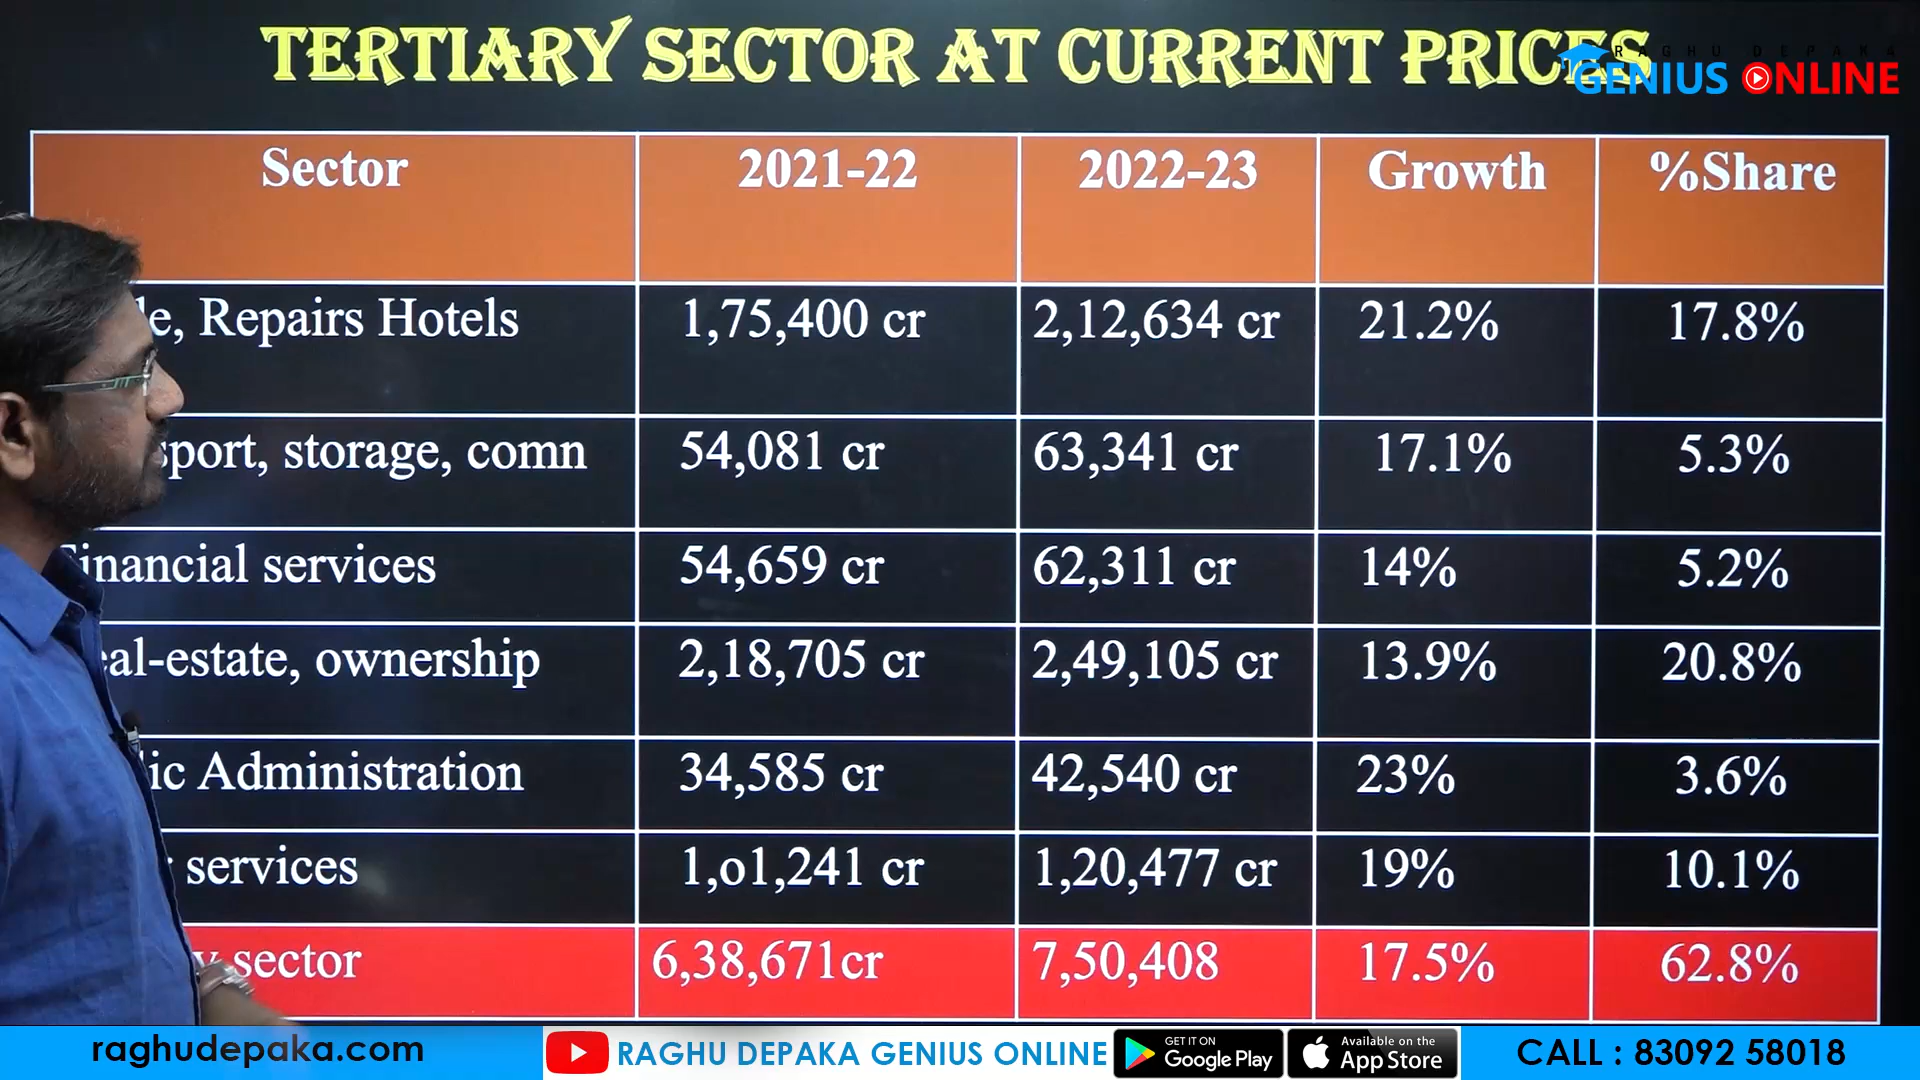 TERTIARY SECTOR AT CURRENT PRICES
RAGHU DEPAKA
GENIUS ONLINE
Sector 2021-22 2022-23 Growth %Share
Repairs Hotels 1,75,400 cr 2,12,634 cr 21.2% 17.8%
storage, comn 54,081 cr 63,341 cr 17.1% 5.3%
Financial services 54,659 cr 62,311 cr 14% 5.2%
Real-estate, ownership 2,18,705 cr 2,49,105 cr 13.9% 20.8%
Administration 34,585 cr 42,540 cr 23% 3.6%
services 1,o1,241 cr 1,20,477 cr 19% 10.1%
sector 6,38,671cr 7,50,408 17.5% 62.8%
raghudepaka.com RAGHU DEPAKA GENIUS ONLINE GET IT ON Google Play Available on the App Store CALL : 83092 58018